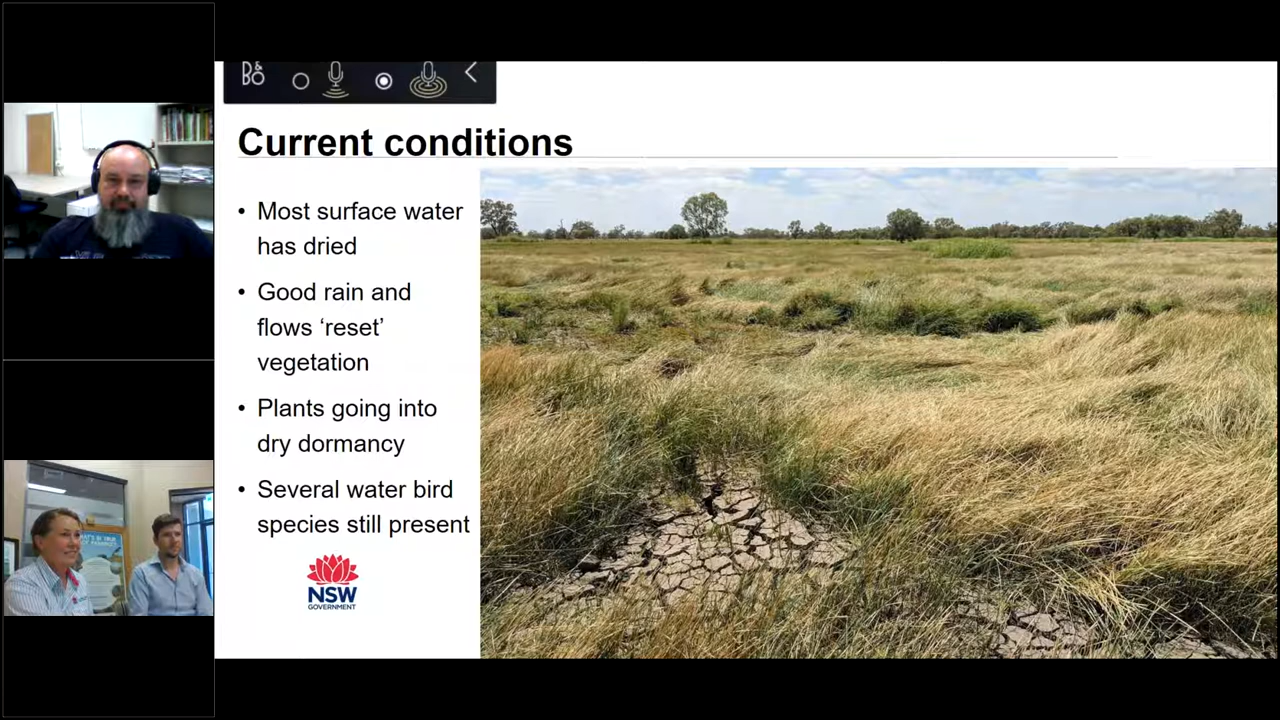 B&
BO
Current conditions
• Most surface water
has dried
• Good rain and
flows ‘reset’
vegetation
• Plants going into
dry dormancy
• Several water bird
species still present
NSW
GOVERNMENT